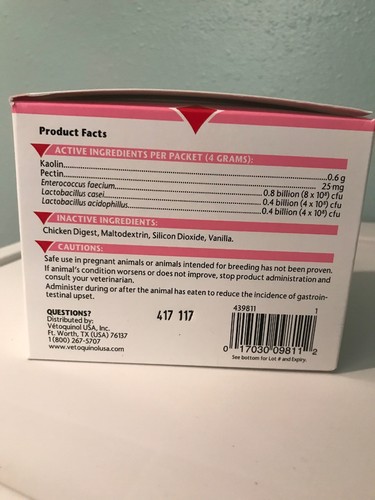 Product Facts
ACTIVE INGREDIENTS PER PACKET (4 GRAMS):
Kaolin....................0.6 g
Pectin....................25 mg
Enterococcus faecium....................0.8 billion (8 x 10⁸) cfu
Lactobacillus casei....................0.4 billion (4 x 10⁸) cfu
Lactobacillus acidophillus....................0.4 billion (4 x 10⁸) cfu
INACTIVE INGREDIENTS:
Chicken Digest, Maltodextrin, Silicon Dioxide, Vanilla.
CAUTIONS:
Safe use in pregnant animals or animals intended for breeding has not been proven.
If animal's condition worsens or does not improve, stop product administration and
consult your veterinarian.
Administer during or after the animal has eaten to reduce the incidence of gastroin-
testinal upset.
QUESTIONS?
Distributed by:
Vétoquinol USA, Inc.
Ft. Worth, TX (USA) 76137
1 (800) 267-5707
www.vetoquinolusa.com
417 117
439811 1
0 17030 09811 2
See bottom for Lot # and Expiry.